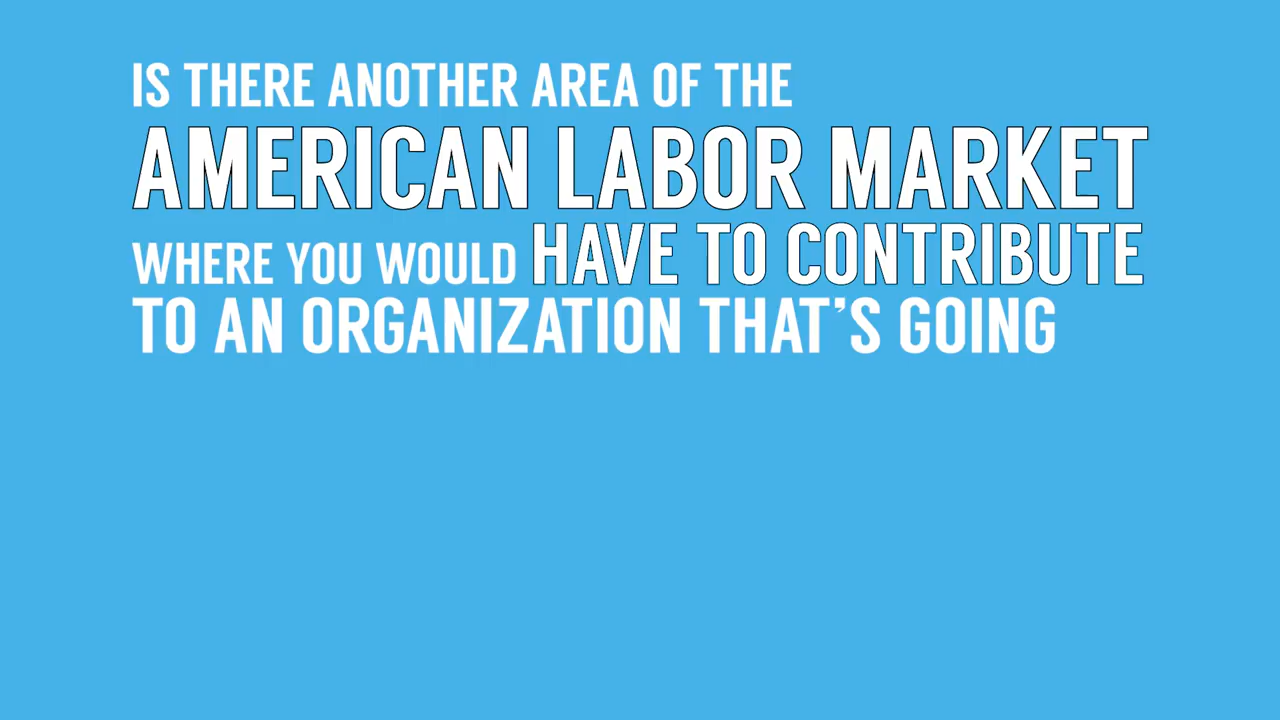 IS THERE ANOTHER AREA OF THE
AMERICAN LABOR MARKET
WHERE YOU WOULD HAVE TO CONTRIBUTE
TO AN ORGANIZATION THAT'S GOING